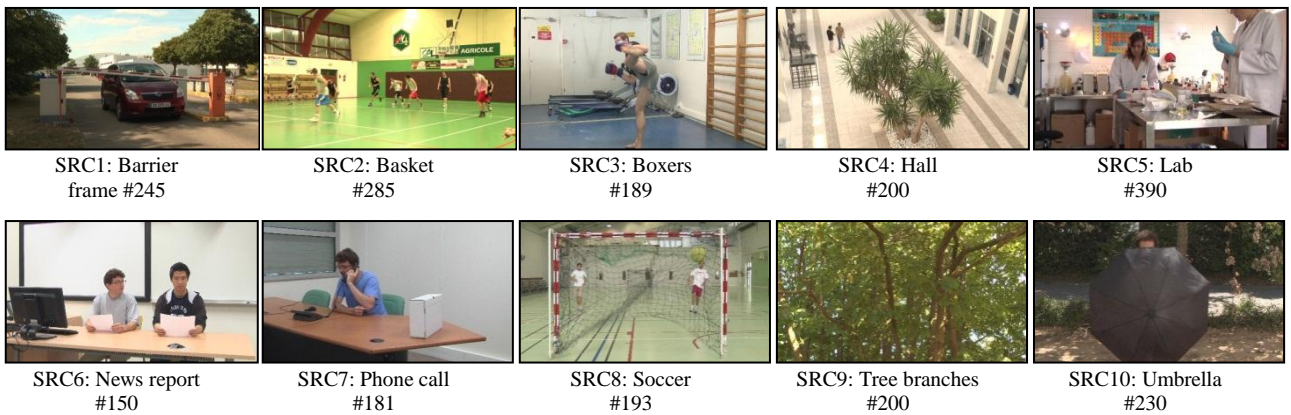 AGRICOLE
SRC1: Barrier
frame #245
SRC2: Basket
#285
SRC3: Boxers
#189
SRC4: Hall
#200
SRC5: Lab
#390
SRC6: News report
#150
SRC7: Phone call
#181
SRC8: Soccer
#193
SRC9: Tree branches
#200
SRC10: Umbrella
#230